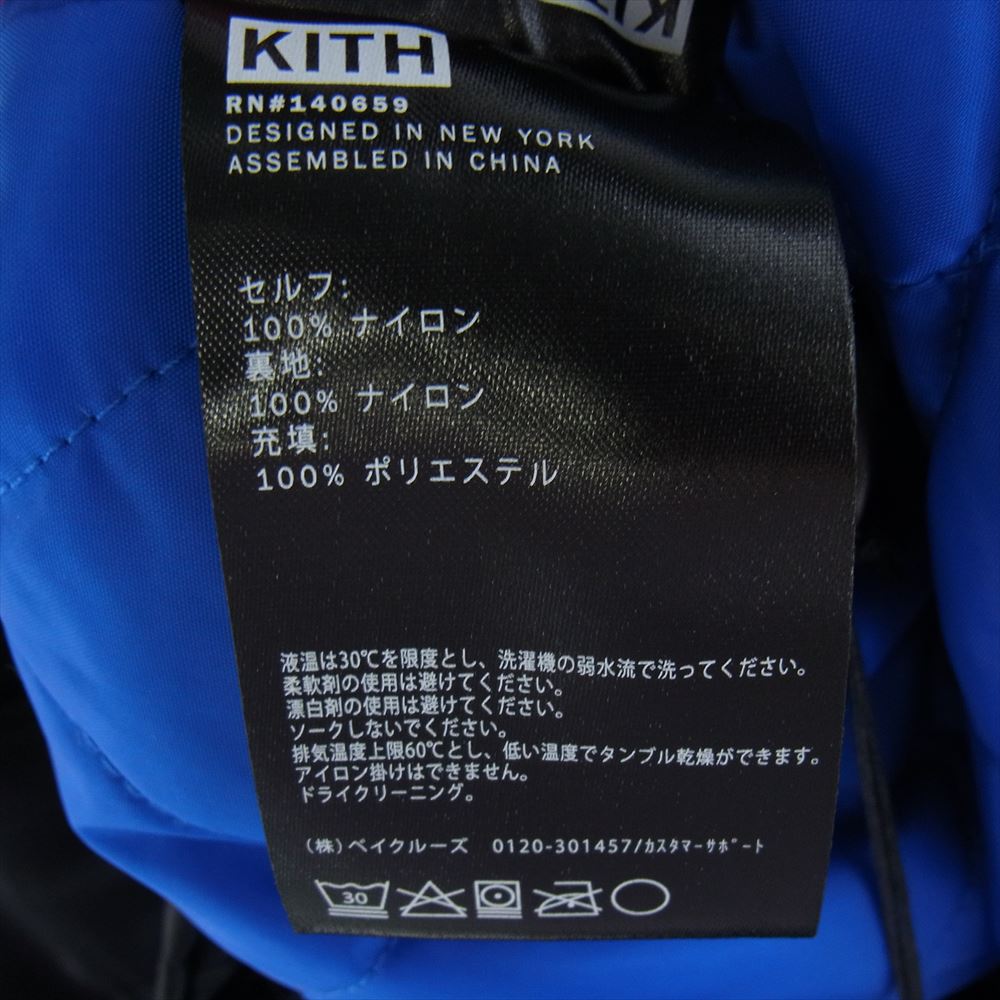 KITH
KITH
RN#140659
DESIGNED IN NEW YORK
ASSEMBLED IN CHINA
セルフ:
100% ナイロン
裏地:
100% ナイロン
充填:
100% ポリエステル
液温は30℃を限度とし、洗濯機の弱水流で洗ってください。
柔軟剤の使用は避けてください。
漂白剤の使用は避けてください。
ソークしないでください。
排気温度上限60℃とし、低い温度でタンブル乾燥ができます。
アイロン掛けはできません。
ドライクリーニング。
(株)ベイクルーズ 0120-301457/ｶｽﾀﾏｰｻﾎﾟｰﾄ
30